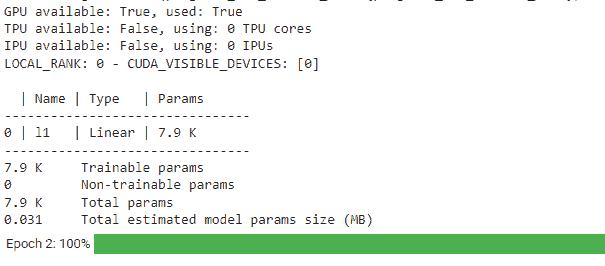 GPU available: True, used: True
TPU available: False, using: 0 TPU cores
IPU available: False, using: 0 IPUs
LOCAL_RANK: 0 - CUDA_VISIBLE_DEVICES: [0]
  | Name | Type   | Params
--------------------------------
0 | l1   | Linear | 7.9 K
--------------------------------
7.9 K     Trainable params
0         Non-trainable params
7.9 K     Total params
0.031     Total estimated model params size (MB)
Epoch 2: 100%